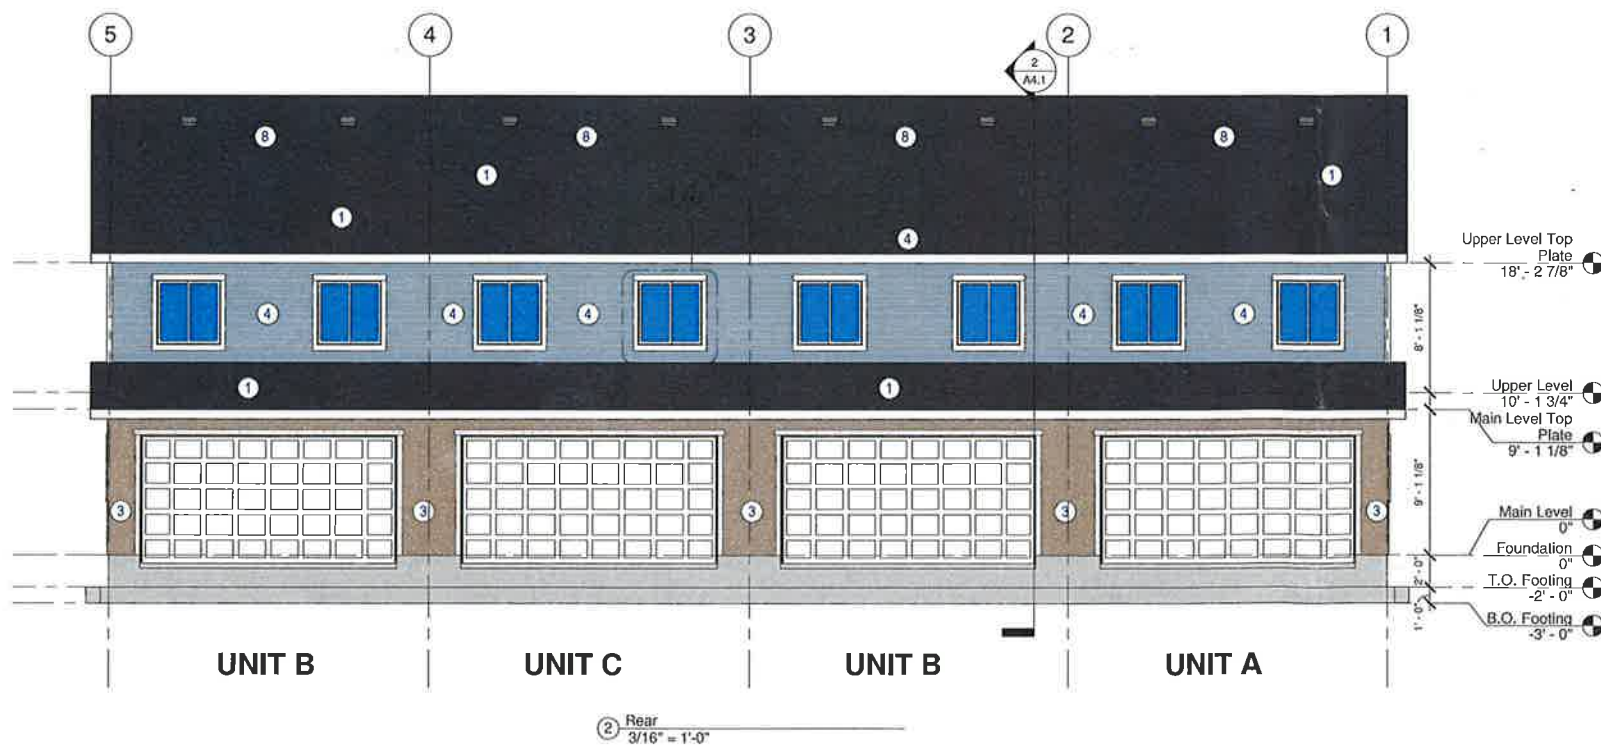 5
4
3
2
1
2
A4.1
8
8
8
8
1
1
1
4
Upper Level Top
Plate
18' - 2 7/8"
4
4
4
4
4
8' - 1 1/8"
1
1
Upper Level
10' - 1 3/4"
Main Level Top
Plate
9' - 1 1/8"
9' - 1 1/8"
3
3
3
3
3
Main Level
0"
Foundation
0"
2' - 0"
T.O. Footing
-2' - 0"
1' - 0"
B.O. Footing
-3' - 0"
UNIT B
UNIT C
UNIT B
UNIT A
2
Rear
3/16" = 1'-0"